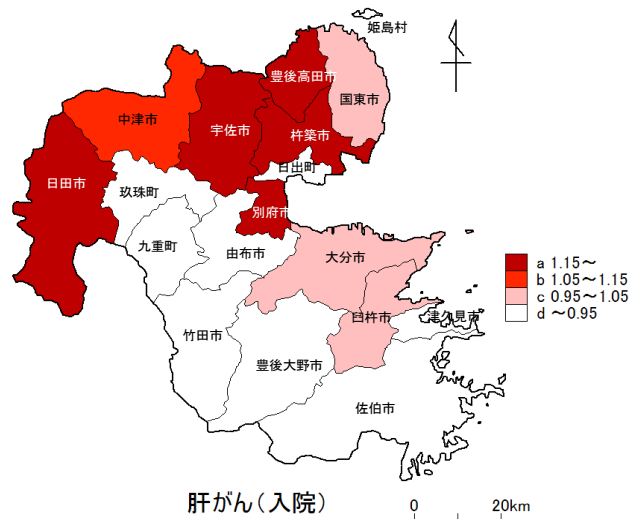 姫島村
豊後高田市
国東市
中津市
宇佐市
杵築市
日出町
日田市
玖珠町
別府市
九重町
由布市
大分市
a 1.15～
b 1.05～1.15
c 0.95～1.05
d ～0.95
臼杵市
津久見市
竹田市
豊後大野市
佐伯市
肝がん（入院）
0 20km